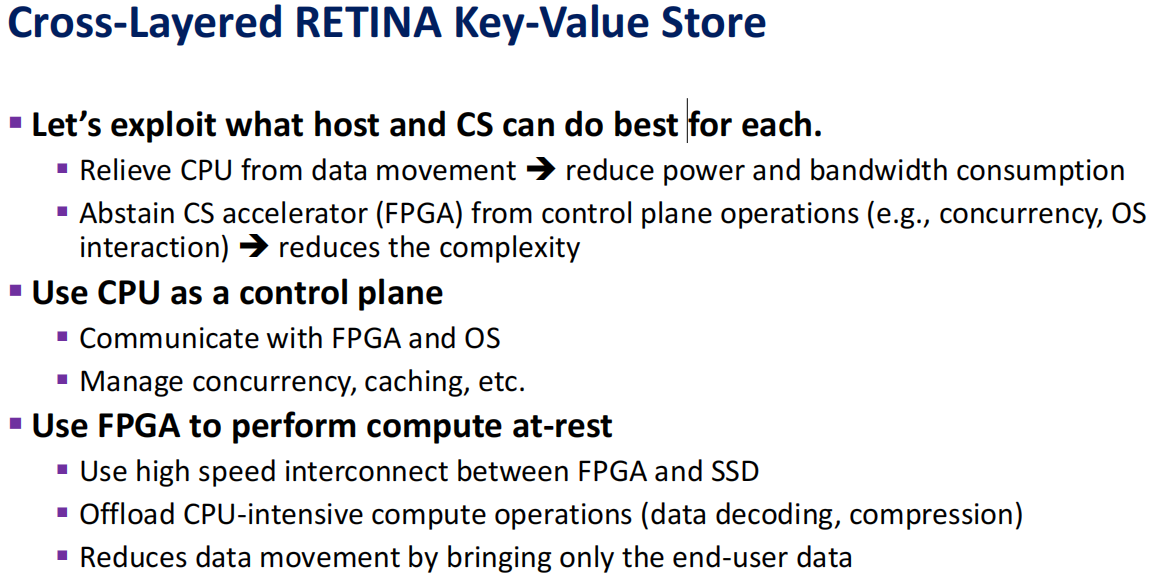 Cross-Layered RETINA Key-Value Store
Let's exploit what host and CS can do best for each.
Relieve CPU from data movement ➔ reduce power and bandwidth consumption
Abstain CS accelerator (FPGA) from control plane operations (e.g., concurrency, OS
interaction) ➔ reduces the complexity
Use CPU as a control plane
Communicate with FPGA and OS
Manage concurrency, caching, etc.
Use FPGA to perform compute at-rest
Use high speed interconnect between FPGA and SSD
Offload CPU-intensive compute operations (data decoding, compression)
Reduces data movement by bringing only the end-user data